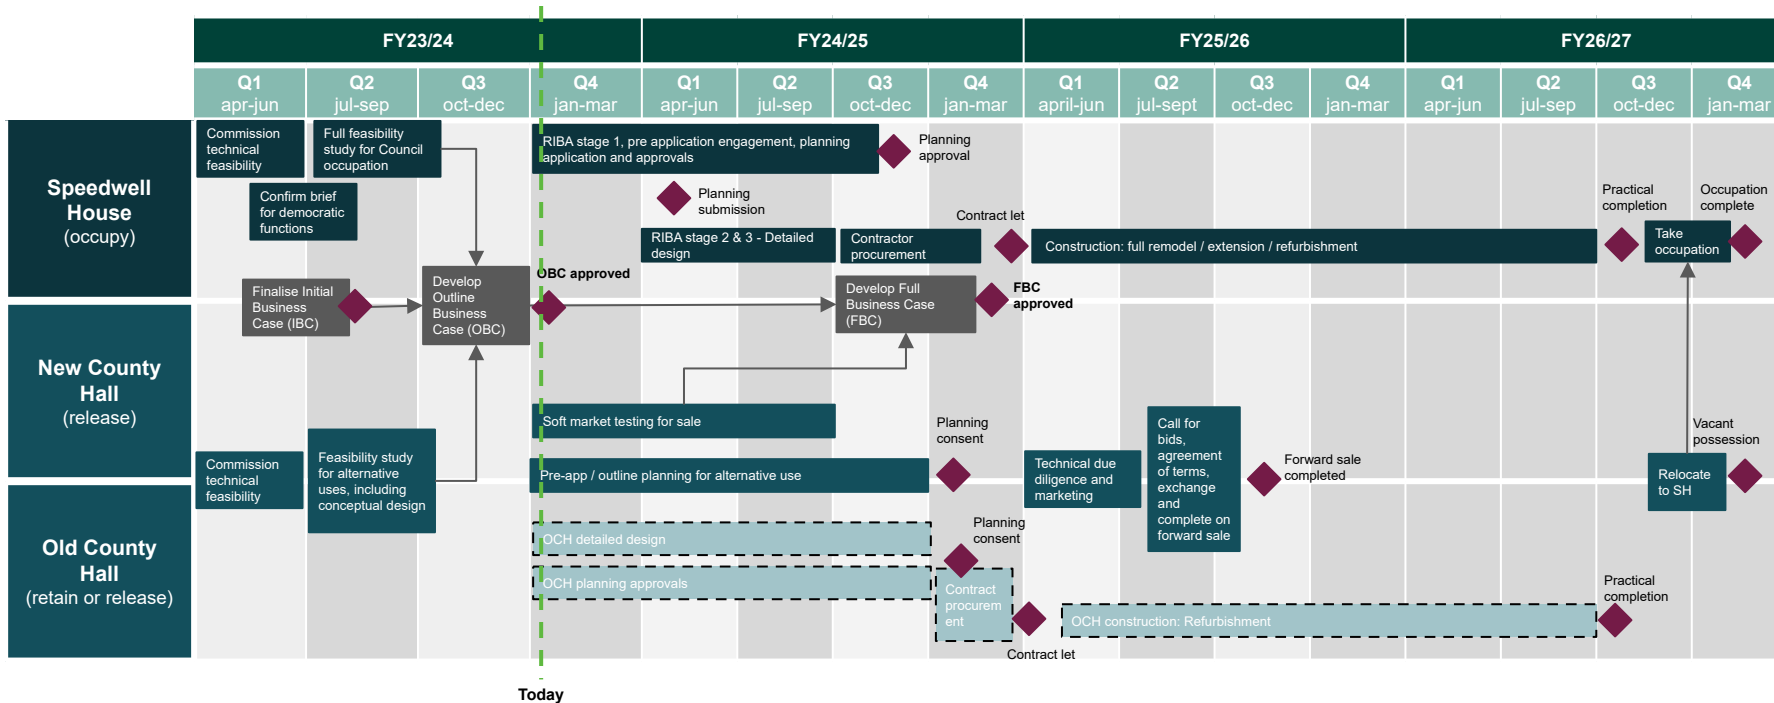 FY23/24
FY24/25
FY25/26
FY26/27
Q1
apr-jun
Q2
jul-sep
Q3
oct-dec
Q4
jan-mar
Q1
apr-jun
Q2
jul-sep
Q3
oct-dec
Q4
jan-mar
Q1
april-jun
Q2
jul-sept
Q3
oct-dec
Q4
jan-mar
Q1
apr-jun
Q2
jul-sep
Q3
oct-dec
Q4
jan-mar
Speedwell
House
(occupy)
Commission
technical
feasibility
Full feasibility
study for Council
occupation
Confirm brief
for democratic
functions
RIBA stage 1, pre application engagement, planning
application and approvals
Planning
approval
Planning
submission
RIBA stage 2 & 3 - Detailed
design
Contractor
procurement
Contract let
Construction: full remodel / extension / refurbishment
Practical
completion
Take
occupation
Occupation
complete
Finalise Initial
Business
Case (IBC)
Develop
Outline
Business
Case (OBC)
OBC approved
Develop Full
Business Case
(FBC)
FBC
approved
New County
Hall
(release)
Soft market testing for sale
Commission
technical
feasibility
Feasibility study
for alternative
uses, including
conceptual design
Pre-app / outline planning for alternative use
Planning
consent
Technical due
diligence and
marketing
Call for
bids,
agreement
of terms,
exchange
and
complete on
forward sale
Forward sale
completed
Relocate
to SH
Vacant
possession
Old County
Hall
(retain or release)
OCH detailed design
OCH planning approvals
Planning
consent
Contract
procurem
ent
Contract let
OCH construction: Refurbishment
Practical
completion
Today